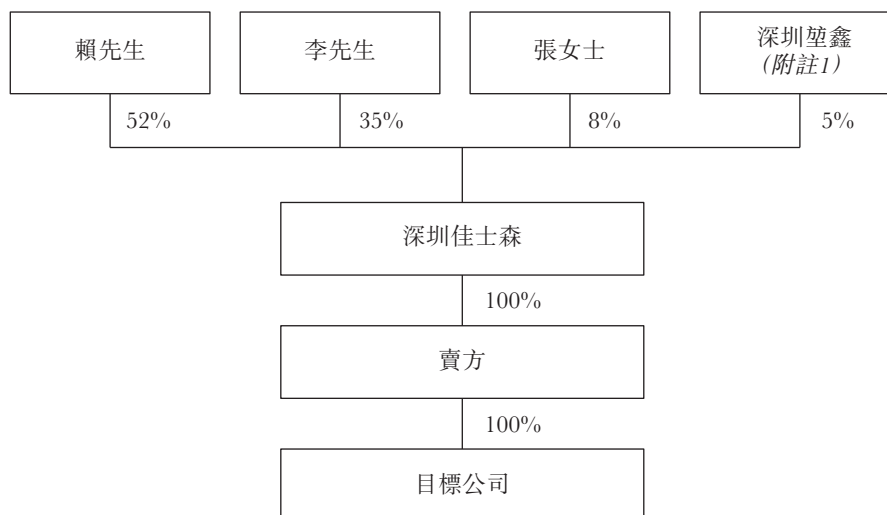 賴先生
李先生
張女士
深圳堃鑫
(附註1)
52%
35%
8%
5%
深圳佳士森
100%
賣方
100%
目標公司